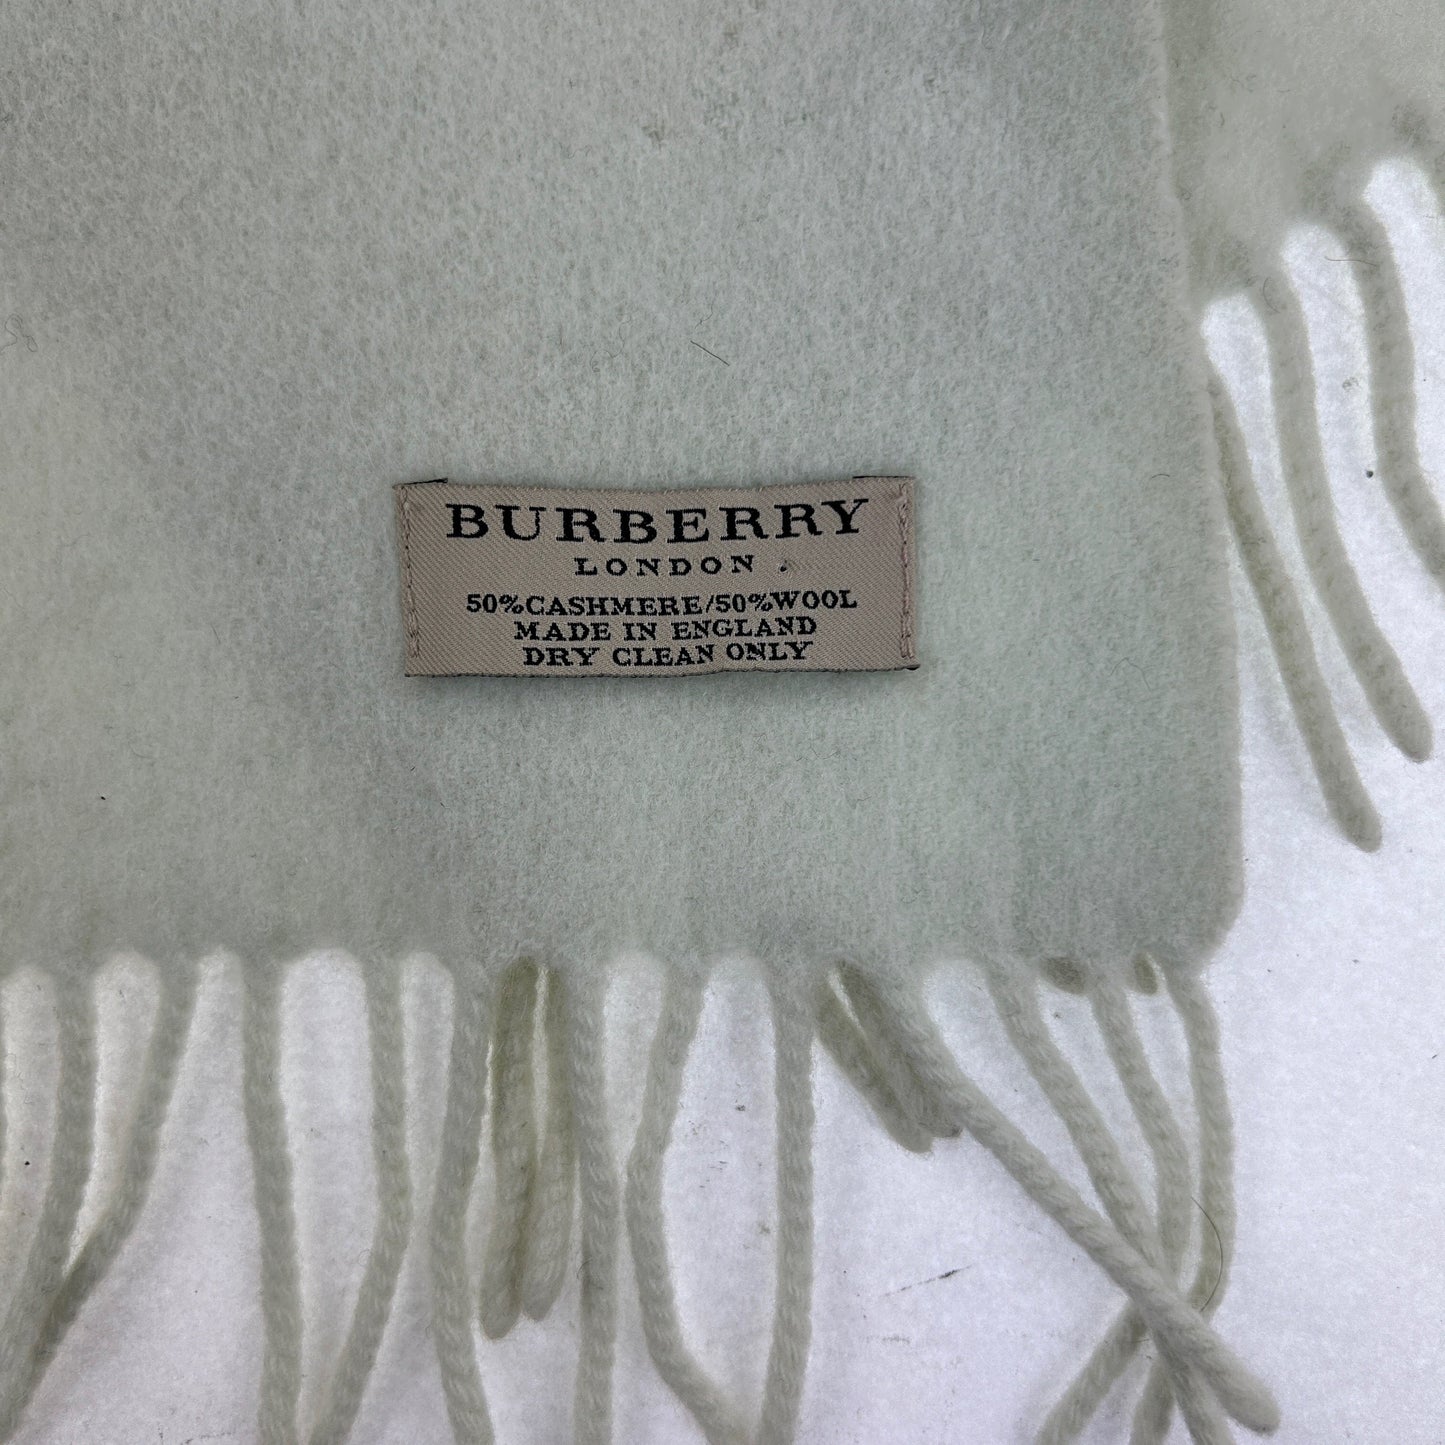 BURBERRY
LONDON
50%CASHMERE/50%WOOL
MADE IN ENGLAND
DRY CLEAN ONLY